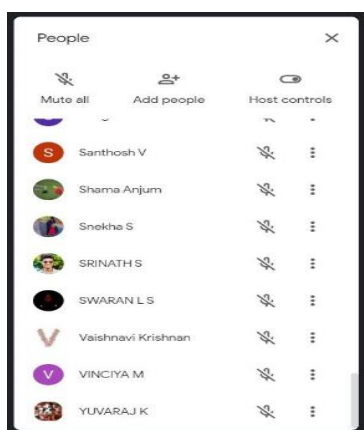 People
Mute all Add people Host controls
S Santhosh V
Shama Anjum
Snekha S
SRINATH S
SWARAN L S
Vaishnavi Krishnan
V VINCIYA M
YUVARAJ K